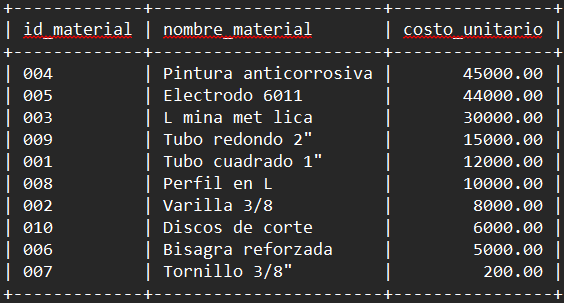 +-------------+----------------------+----------------+
| id_material | nombre_material      | costo_unitario |
+-------------+----------------------+----------------+
| 004         | Pintura anticorrosiva |       45000.00 |
| 005         | Electrodo 6011       |       44000.00 |
| 003         | L mina met lica      |       30000.00 |
| 009         | Tubo redondo 2"      |       15000.00 |
| 001         | Tubo cuadrado 1"     |       12000.00 |
| 008         | Perfil en L          |       10000.00 |
| 002         | Varilla 3/8          |        8000.00 |
| 010         | Discos de corte      |        6000.00 |
| 006         | Bisagra reforzada    |        5000.00 |
| 007         | Tornillo 3/8"        |         200.00 |
+-------------+----------------------+----------------+